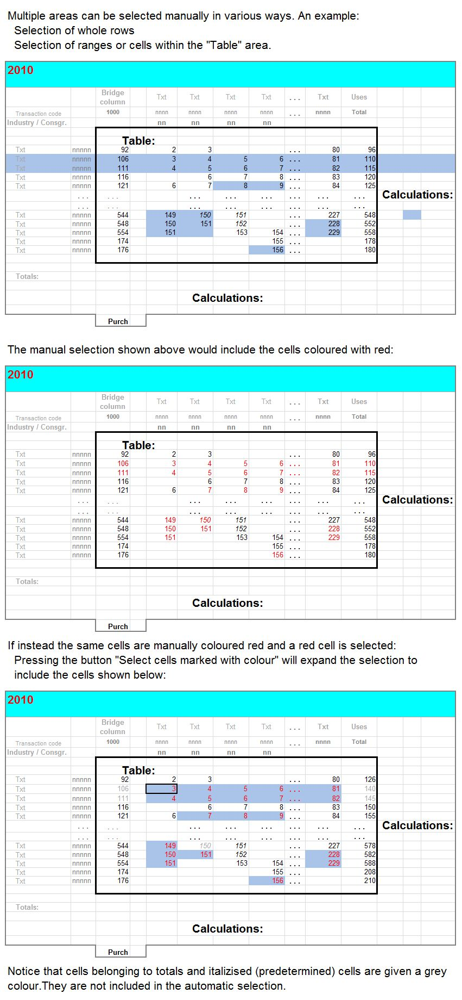 Multiple areas can be selected manually in various ways. An example:
Selection of whole rows
Selection of ranges or cells within the "Table" area.
2010
Bridge Txt Txt Txt Txt ... Txt Uses
column
Transaction code 1000 nnnn nnnn nnnn nnnn ... nnnn Total
Industry / Consgr. nn nn nn nn
Table:
Txt nnnnn 92 2 3 ... 80 96
Txt nnnnn 106 3 4 5 6 ... 81 110
Txt nnnnn 111 4 5 6 7 ... 82 115
Txt nnnnn 116 6 7 8 ... 83 120
Txt nnnnn 121 6 7 8 9 ... 84 125
Calculations:
... ... ... ... ... ... ... ...
... ... ... ... ... ... ... ...
Txt nnnnn 544 149 150 151 ... 227 548
Txt nnnnn 548 150 151 152 ... 228 552
Txt nnnnn 554 151 153 154 ... 229 558
Txt nnnnn 174 155 ... 178
Txt nnnnn 176 156 ... 180
Totals:
Calculations:
Purch
The manual selection shown above would include the cells coloured with red:
2010
Bridge Txt Txt Txt Txt ... Txt Uses
column
Transaction code 1000 nnnn nnnn nnnn nnnn ... nnnn Total
Industry / Consgr. nn nn nn nn
Table:
Txt nnnnn 92 2 3 ... 80 96
Txt nnnnn 106 3 4 5 6 ... 81 110
Txt nnnnn 111 4 5 6 7 ... 82 115
Txt nnnnn 116 6 7 8 ... 83 120
Txt nnnnn 121 6 7 8 9 ... 84 125
Calculations:
... ... ... ... ... ... ... ...
... ... ... ... ... ... ... ...
Txt nnnnn 544 149 150 151 ... 227 548
Txt nnnnn 548 150 151 152 ... 228 552
Txt nnnnn 554 151 153 154 ... 229 558
Txt nnnnn 174 155 ... 178
Txt nnnnn 176 156 ... 180
Totals:
Calculations:
Purch
If instead the same cells are manually coloured red and a red cell is selected:
Pressing the button "Select cells marked with colour" will expand the selection to
include the cells shown below:
2010
Bridge Txt Txt Txt Txt ... Txt Uses
column
Transaction code 1000 nnnn nnnn nnnn nnnn ... nnnn Total
Industry / Consgr. nn nn nn nn
Table:
Txt nnnnn 92 2 3 ... 80 126
Txt nnnnn 106 3 4 5 6 ... 81 140
Txt nnnnn 111 4 5 6 7 ... 82 145
Txt nnnnn 116 6 7 8 ... 83 150
Txt nnnnn 121 6 7 8 9 ... 84 155
Calculations:
... ... ... ... ... ... ... ...
... ... ... ... ... ... ... ...
Txt nnnnn 544 149 150 151 ... 227 578
Txt nnnnn 548 150 151 152 ... 228 582
Txt nnnnn 554 151 153 154 ... 229 588
Txt nnnnn 174 155 ... 208
Txt nnnnn 176 156 ... 210
Totals:
Calculations:
Purch
Notice that cells belonging to totals and italizised (predetermined) cells are given a grey
colour.They are not included in the automatic selection.